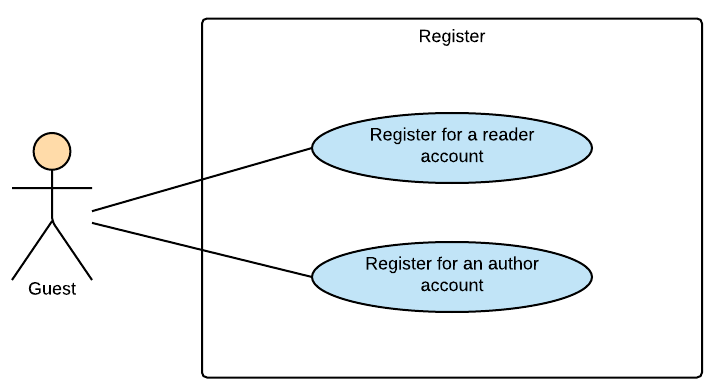 Register
Register for a reader
account
Register for an author
account
Guest